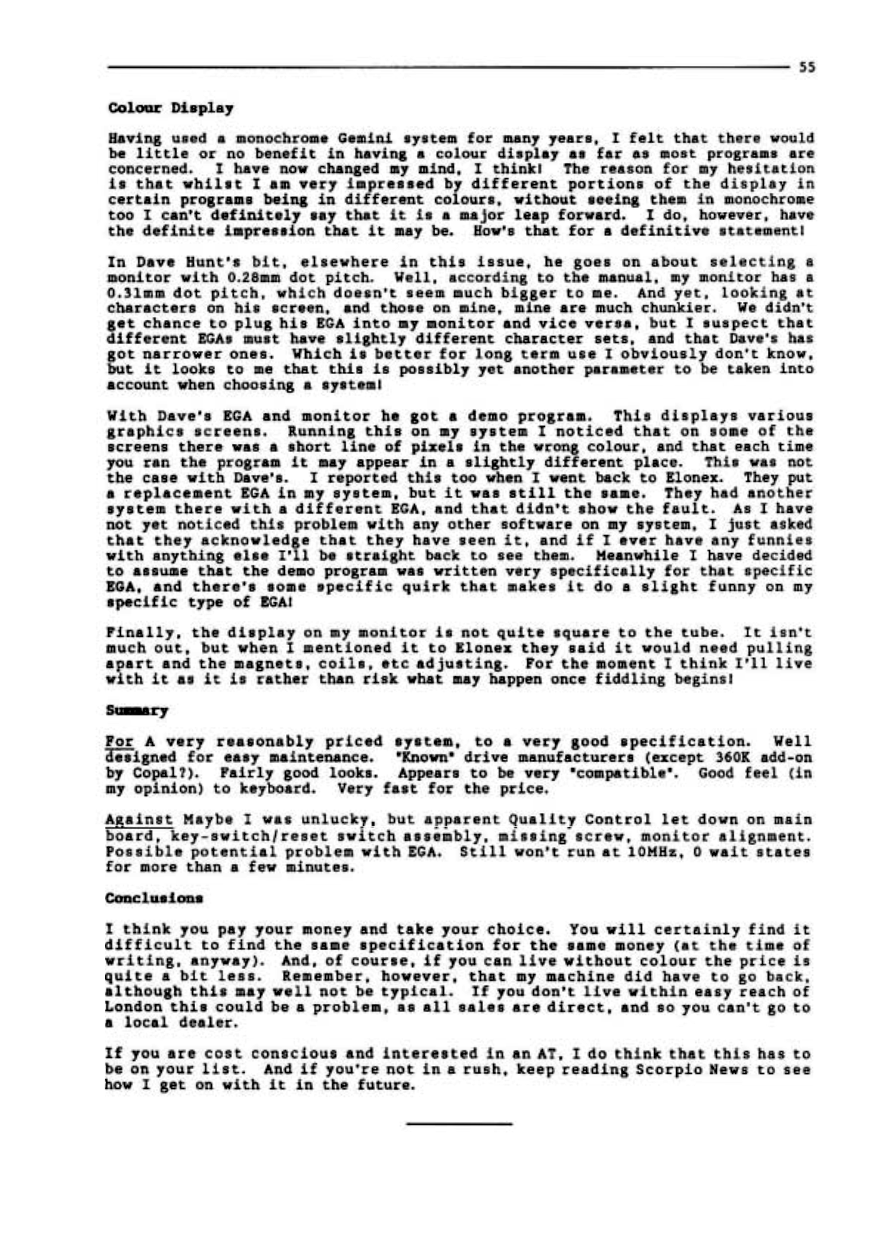 55
Colour Display
Having used a monochrome Gemini system for many years, I felt that there would
be little or no benefit in having a colour display as far as most programs are
concerned. I have now changed my mind, I think! The reason for my hesitation
is that whilst I am very impressed by different portions of the display in
certain programs being in different colours, without seeing them in monochrome
too I can't definitely say that it is a major leap forward. I do, however, have
the definite impression that it may be. How's that for a definitive statement!
In Dave Hunt's bit, elsewhere in this issue, he goes on about selecting a
monitor with 0.28mm dot pitch. Well, according to the manual, my monitor has a
0.31mm dot pitch, which doesn't seem much bigger to me. And yet, looking at
characters on his screen, and those on mine, mine are much chunkier. We didn't
get chance to plug his EGA into my monitor and vice versa, but I suspect that
different EGAs must have slightly different character sets, and that Dave's has
got narrower ones. Which is better for long term use I obviously don't know,
but it looks to me that this is possibly yet another parameter to be taken into
account when choosing a system!
With Dave's EGA and monitor he got a demo program. This displays various
graphics screens. Running this on my system I noticed that on some of the
screens there was a short line of pixels in the wrong colour, and that each time
you ran the program it may appear in a slightly different place. This was not
the case with Dave's. I reported this too when I went back to Elonex. They put
a replacement EGA in my system, but it was still the same. They had another
system there with a different EGA, and that didn't show the fault. As I have
not yet noticed this problem with any other software on my system, I just asked
that they acknowledge that they have seen it, and if I ever have any funnies
with anything else I'll be straight back to see them. Meanwhile I have decided
to assume that the demo program was written very specifically for that specific
EGA, and there's some specific quirk that makes it do a slight funny on my
specific type of EGA!
Finally, the display on my monitor is not quite square to the tube. It isn't
much out, but when I mentioned it to Elonex they said it would need pulling
apart and the magnets, coils, etc adjusting. For the moment I think I'll live
with it as it is rather than risk what may happen once fiddling begins!
Summary
For A very reasonably priced system, to a very good specification. Well
designed for easy maintenance. "Known" drive manufacturers (except 360K add-on
by Copal?). Fairly good looks. Appears to be very "compatible". Good feel (in
my opinion) to keyboard. Very fast for the price.
Against Maybe I was unlucky, but apparent Quality Control let down on main
board, key-switch/reset switch assembly, missing screw, monitor alignment.
Possible potential problem with EGA. Still won't run at 10MHz, 0 wait states
for more than a few minutes.
Conclusions
I think you pay your money and take your choice. You will certainly find it
difficult to find the same specification for the same money (at the time of
writing, anyway). And, of course, if you can live without colour the price is
quite a bit less. Remember, however, that my machine did have to go back,
although this may well not be typical. If you don't live within easy reach of
London this could be a problem, as all sales are direct, and so you can't go to
a local dealer.
If you are cost conscious and interested in an AT, I do think that this has to
be on your list. And if you're not in a rush, keep reading Scorpio News to see
how I get on with it in the future.